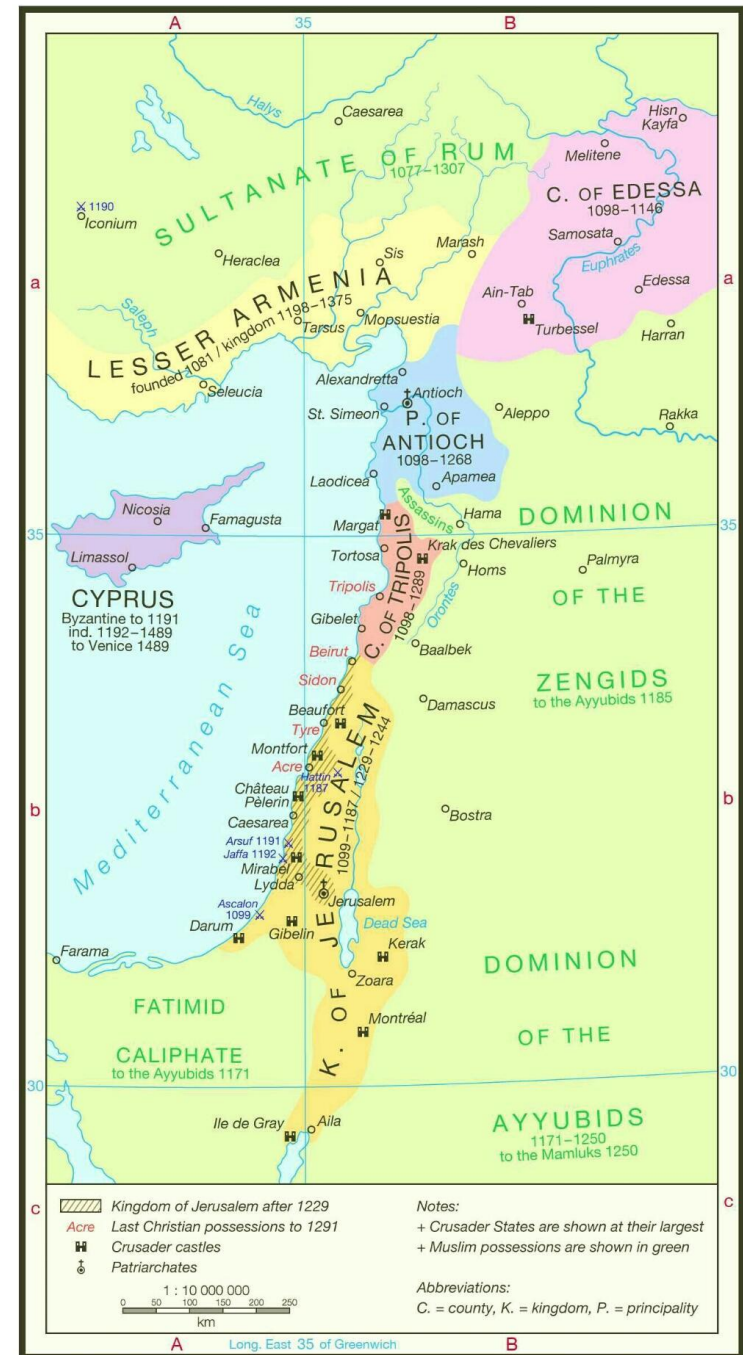 A
35
B
Halys
Caesarea
Hisn
Kayfa
Melitene
SULTANATE OF RUM
1077–1307
C. OF EDESSA
1098–1146
1190
Iconium
Samosata
Marash
Sis
Heraclea
Euphrates
a
a
Edessa
Ain-Tab
Saleph
Mopsuestia
Tarsus
Turbessel
Harran
LESSER ARMENIA
founded 1081 / kingdom 1198–1375
Alexandretta
Seleucia
Antioch
St. Simeon
Aleppo
Rakka
P. OF
ANTIOCH
1098–1268
Laodicea
Apamea
Assassins
Nicosia
Famagusta
Margat
Hama
DOMINION
35
35
Krak des Chevaliers
Limassol
Tortosa
Homs
Palmyra
Tripolis
C. OF TRIPOLIS
1098–1289
CYPRUS
Byzantine to 1191
ind. 1192–1489
to Venice 1489
OF THE
Gibelet
Orontes
Beirut
Baalbek
Sidon
ZENGIDS
to the Ayyubids 1185
Mediterranean Sea
Beaufort
Damascus
Tyre
Montfort
Acre
Hattin
1187
K. OF JERUSALEM
1099–1187 / 1229–1244
Château
Pèlerin
b
b
Caesarea
Bostra
Arsuf 1191
Jaffa 1192
Mirabel
Lydda
Ascalon
1099
Jerusalem
Darum
Gibelin
Dead Sea
Farama
Kerak
DOMINION
Zoara
FATIMID
Montréal
OF THE
CALIPHATE
to the Ayyubids 1171
30
30
Ile de Gray
Aila
AYYUBIDS
1171–1250
to the Mamluks 1250
c
c
Kingdom of Jerusalem after 1229
Acre Last Christian possessions to 1291
Crusader castles
Patriarchates
1 : 10 000 000
0 50 100 150 200 250
km
Notes:
+ Crusader States are shown at their largest
+ Muslim possessions are shown in green
Abbreviations:
C. = county, K. = kingdom, P. = principality
A
Long. East 35 of Greenwich
B